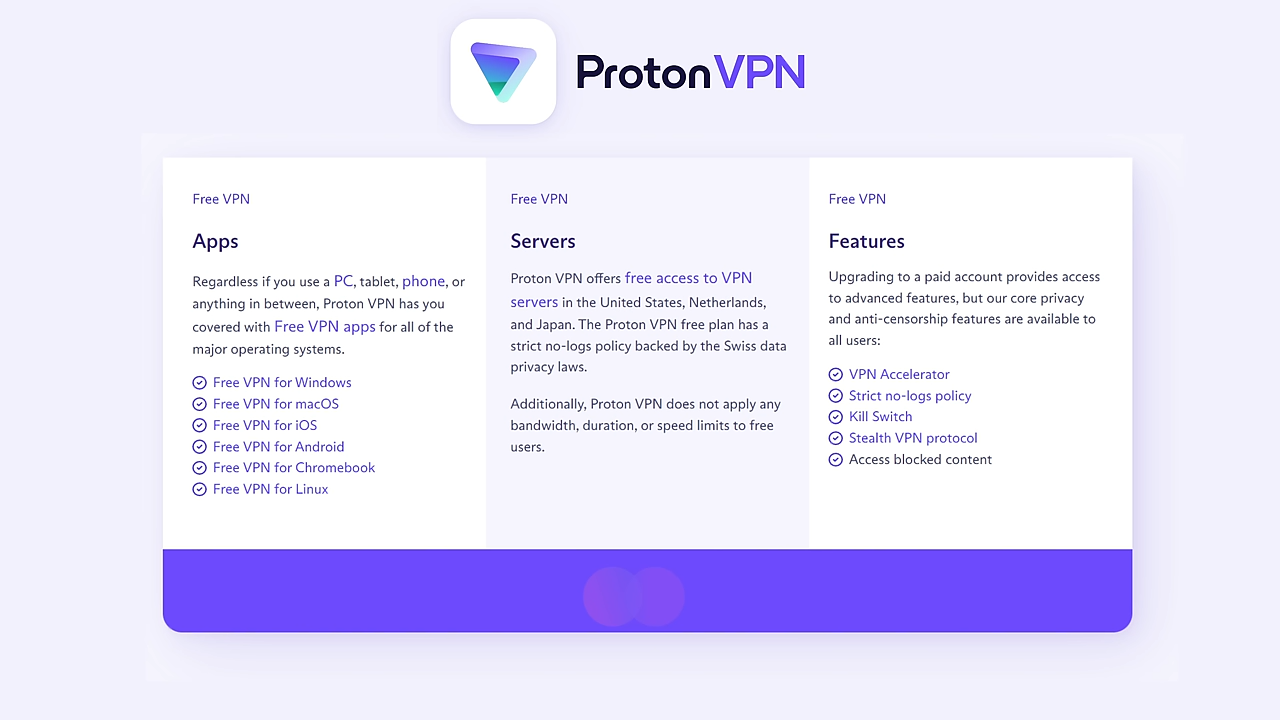 ProtonVPN
Free VPN
Apps
Regardless if you use a PC, tablet, phone, or
anything in between, Proton VPN has you
covered with Free VPN apps for all of the
major operating systems.
Free VPN for Windows
Free VPN for macOS
Free VPN for iOS
Free VPN for Android
Free VPN for Chromebook
Free VPN for Linux
Free VPN
Servers
Proton VPN offers free access to VPN
servers in the United States, Netherlands,
and Japan. The Proton VPN free plan has a
strict no-logs policy backed by the Swiss data
privacy laws.
Additionally, Proton VPN does not apply any
bandwidth, duration, or speed limits to free
users.
Free VPN
Features
Upgrading to a paid account provides access
to advanced features, but our core privacy
and anti-censorship features are available to
all users:
VPN Accelerator
Strict no-logs policy
Kill Switch
Stealth VPN protocol
Access blocked content